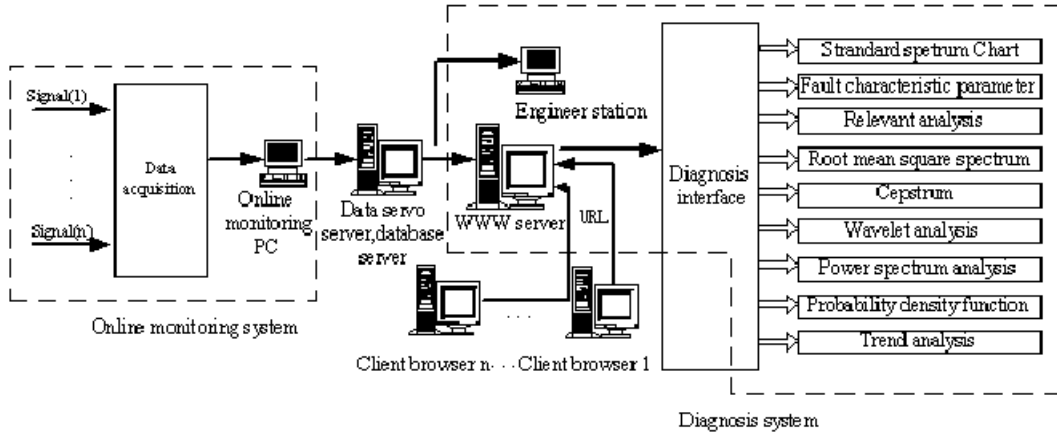 Signal(1)
Signal(n)
Data
acquisition
Online
monitoring
PC
Online monitoring system
Data servo
server,database
server
Engineer station
WWW server
URL
Client browser n
...
Client browser 1
Diagnosis
interface
Strandard spetrum Chart
Fault characteristic parameter
Relevant analysis
Root mean square spectrum
Cepstrum
Wavelet analysis
Power spectrum analysis
Probability density function
Trend analysis
Diagnosis system